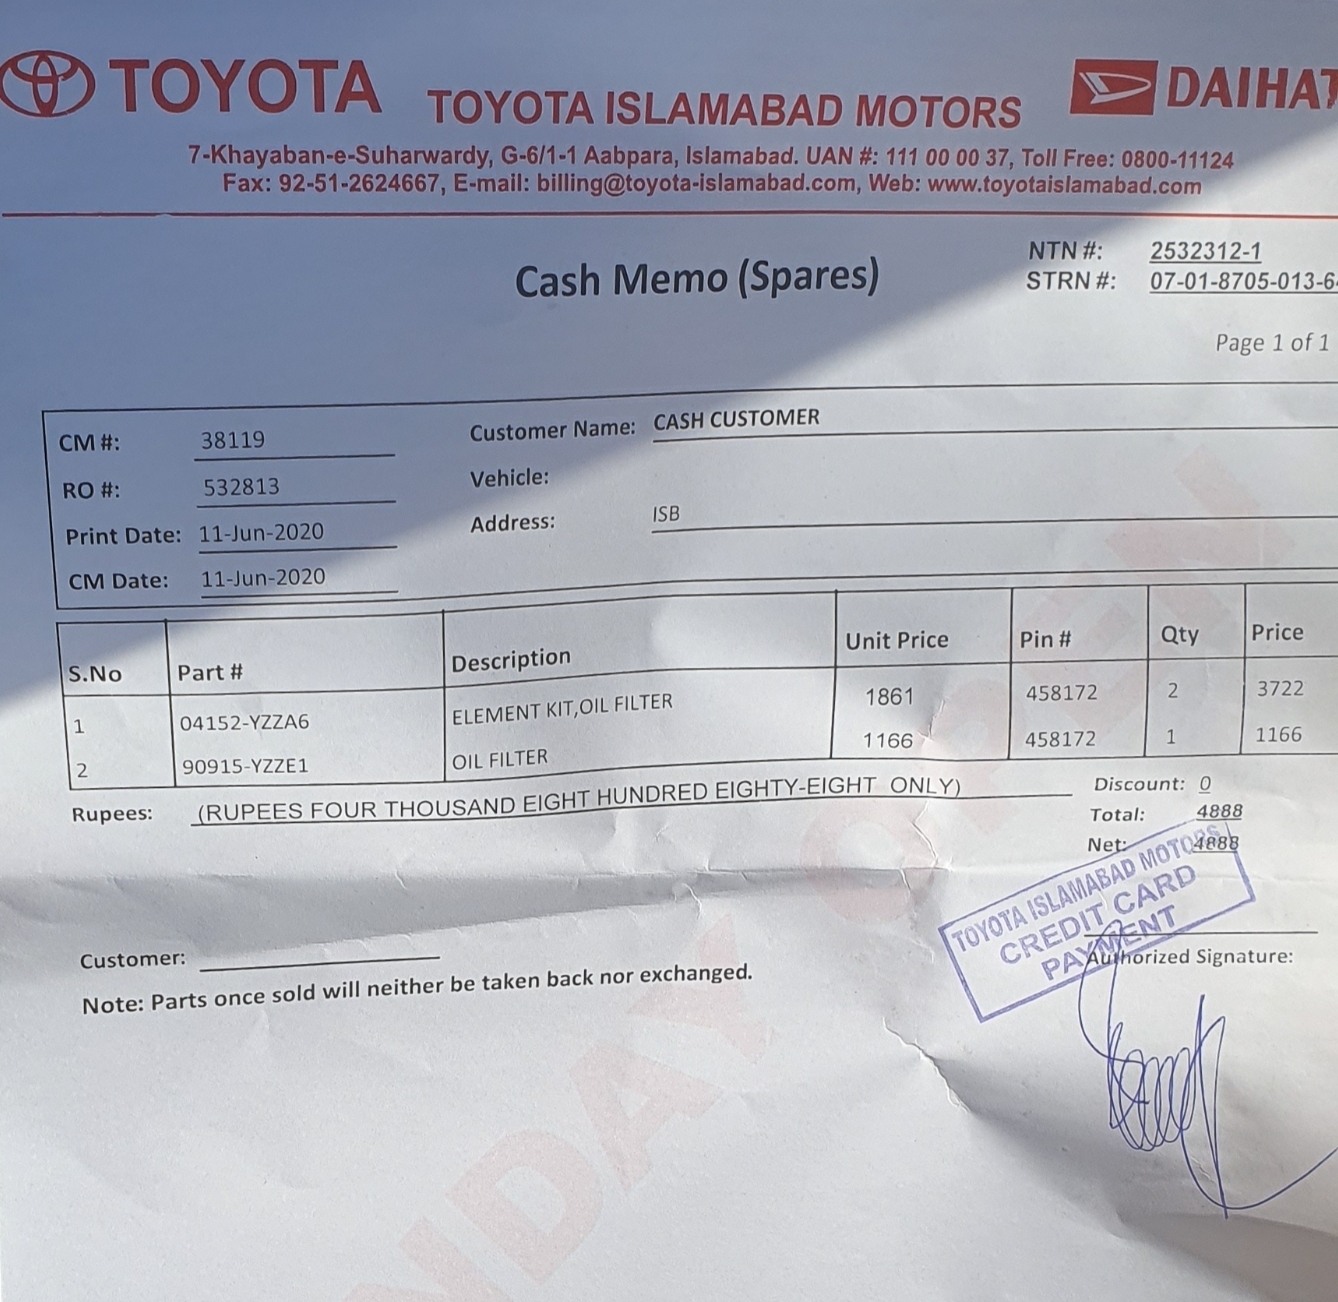 TOYOTA TOYOTA ISLAMABAD MOTORS DAIHAT
7-Khayaban-e-Suharwardy, G-6/1-1 Aabpara, Islamabad. UAN #: 111 00 00 37, Toll Free: 0800-11124
Fax: 92-51-2624667, E-mail: billing@toyota-islamabad.com, Web: www.toyotaislamabad.com
Cash Memo (Spares)
NTN #: 2532312-1
STRN #: 07-01-8705-013-6
Page 1 of 1
CM #: 38119
RO #: 532813
Print Date: 11-Jun-2020
CM Date: 11-Jun-2020
Customer Name: CASH CUSTOMER
Vehicle:
Address: ISB
S.No Part # Description Unit Price Pin # Qty Price
1 04152-YZZA6 ELEMENT KIT,OIL FILTER 1861 458172 2 3722
2 90915-YZZE1 OIL FILTER 1166 458172 1 1166
Rupees: (RUPEES FOUR THOUSAND EIGHT HUNDRED EIGHTY-EIGHT ONLY)
Discount: 0
Total: 4888
Net: 4888
TOYOTA ISLAMABAD MOTORS
CREDIT CARD
PAYMENT
Authorized Signature:
Customer:
Note: Parts once sold will neither be taken back nor exchanged.
NDAY OPEN